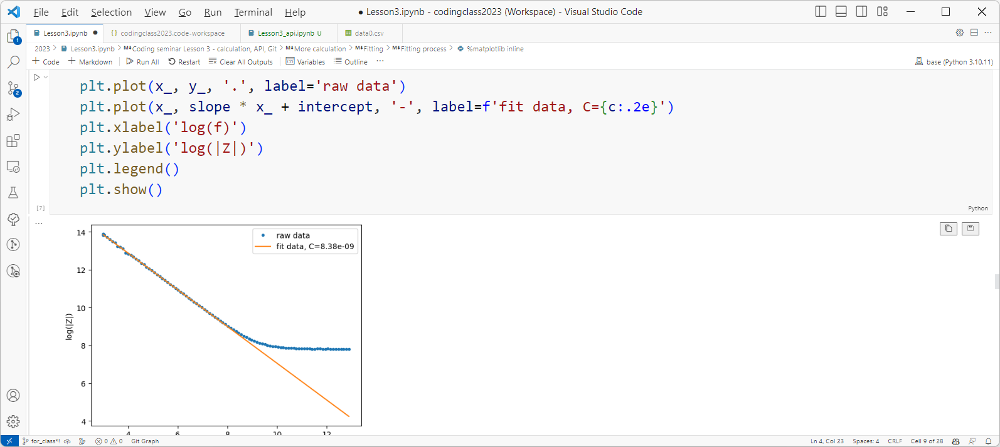 File Edit Selection View Go Run Terminal Help ● Lesson3.ipynb - codingclass2023 (Workspace) - Visual Studio Code
Lesson3.ipynb ● {} codingclass2023.code-workspace Lesson3_api.ipynb U data0.csv
2023 > Lesson3.ipynb > M↓Coding seminar Lesson 3 - calculation, API, Git > M↓More calculation > M↓Fitting > M↓Fitting process > %matplotlib inline
+ Code + Markdown Run All Restart Clear All Outputs Variables Outline ··· base (Python 3.10.11)
plt.plot(x_, y_, '.', label='raw data')
plt.plot(x_, slope * x_ + intercept, '-', label=f'fit data, C={c:.2e}')
plt.xlabel('log(f)')
plt.ylabel('log(|Z|)')
plt.legend()
plt.show()
[7] Python
···
raw data
fit data, C=8.38e-09
14
12
10
8
6
4
log(|Z|)
4 6 8 10 12
1
2
2
for_class*! ⊗ 0 ⚠ 0 Git Graph Ln 4, Col 23 Spaces: 4 CRLF Cell 9 of 28